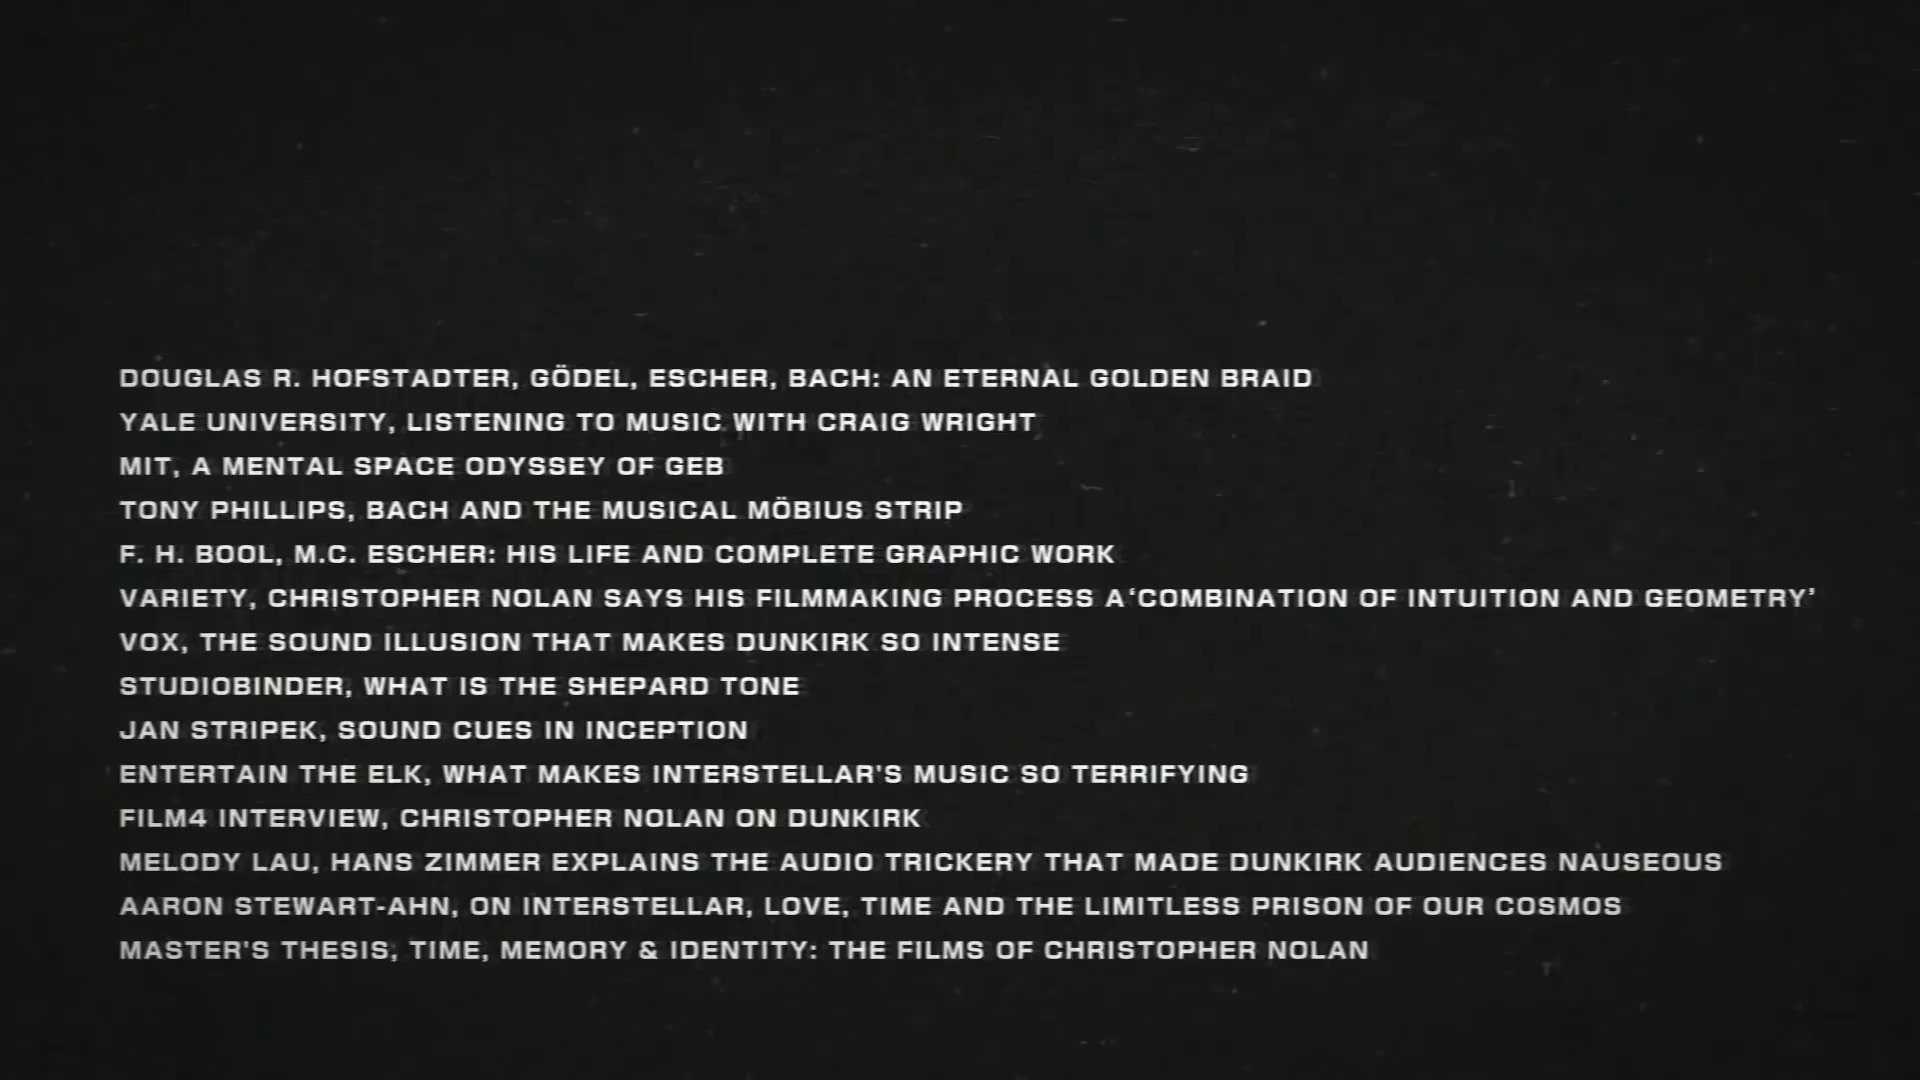 DOUGLAS R. HOFSTADTER, GÖDEL, ESCHER, BACH: AN ETERNAL GOLDEN BRAID
YALE UNIVERSITY, LISTENING TO MUSIC WITH CRAIG WRIGHT
MIT, A MENTAL SPACE ODYSSEY OF GEB
TONY PHILLIPS, BACH AND THE MUSICAL MÖBIUS STRIP
F. H. BOOL, M.C. ESCHER: HIS LIFE AND COMPLETE GRAPHIC WORK
VARIETY, CHRISTOPHER NOLAN SAYS HIS FILMMAKING PROCESS A‘COMBINATION OF INTUITION AND GEOMETRY’
VOX, THE SOUND ILLUSION THAT MAKES DUNKIRK SO INTENSE
STUDIOBINDER, WHAT IS THE SHEPARD TONE
JAN STRIPEK, SOUND CUES IN INCEPTION
ENTERTAIN THE ELK, WHAT MAKES INTERSTELLAR'S MUSIC SO TERRIFYING
FILM4 INTERVIEW, CHRISTOPHER NOLAN ON DUNKIRK
MELODY LAU, HANS ZIMMER EXPLAINS THE AUDIO TRICKERY THAT MADE DUNKIRK AUDIENCES NAUSEOUS
AARON STEWART-AHN, ON INTERSTELLAR, LOVE, TIME AND THE LIMITLESS PRISON OF OUR COSMOS
MASTER'S THESIS; TIME, MEMORY & IDENTITY: THE FILMS OF CHRISTOPHER NOLAN